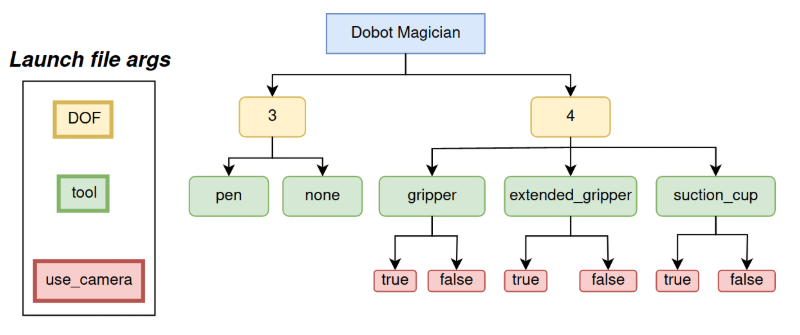 Dobot Magician
Launch file args
DOF
tool
use_camera
3
4
pen
none
gripper
extended_gripper
suction_cup
true
false
true
false
true
false